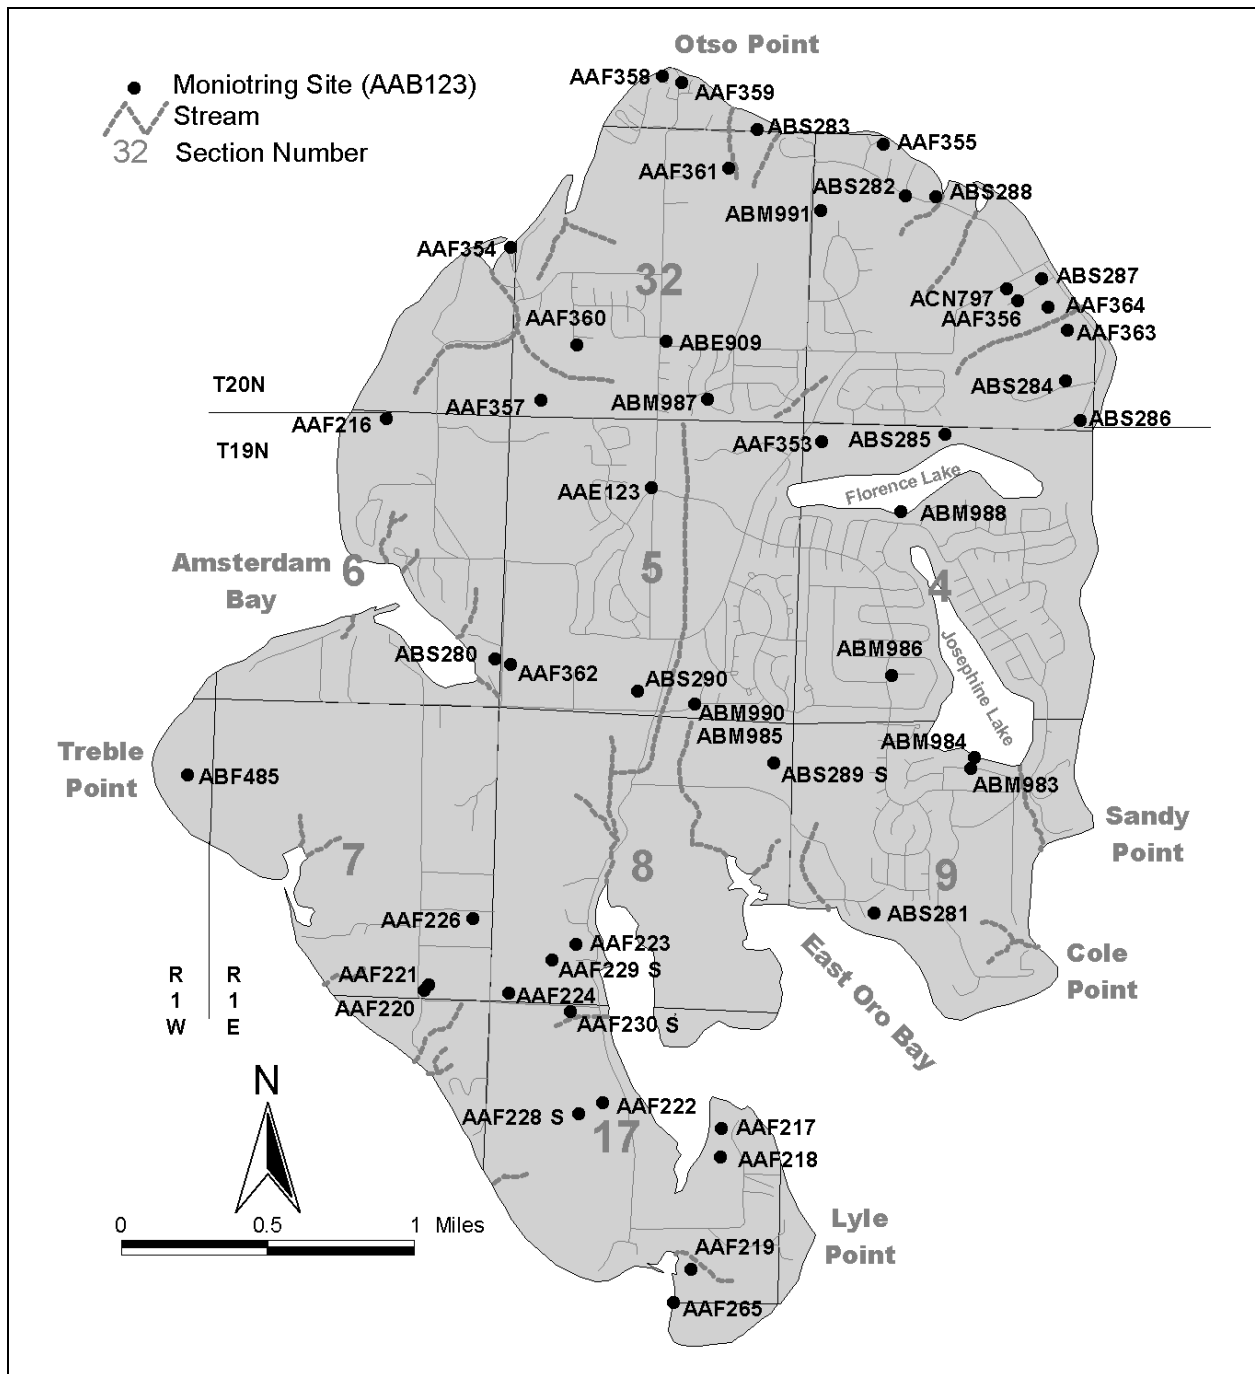 Otso Point
Moniotring Site (AAB123)
Stream
32 Section Number
AAF358
AAF359
ABS283
AAF355
AAF361
ABS282
ABS288
ABM991
AAF354
32
ABS287
ACN797
AAF364
AAF356
AAF360
AAF363
ABE909
ABS284
T20N
AAF357
ABM987
ABS286
AAF216
AAF353
ABS285
T19N
Florence Lake
AAE123
ABM988
Amsterdam
Bay
6
5
4
ABS280
AAF362
ABM986
Josephine Lake
ABS290
ABM990
ABM985
ABM984
Treble
Point
ABF485
ABS289 S
ABM983
Sandy
Point
7
8
9
AAF226
ABS281
AAF223
AAF229 S
East Oro Bay
Cole
Point
R
1
W
R
1
E
AAF221
AAF220
AAF224
AAF230 S
N
AAF228 S
AAF222
17
AAF217
AAF218
0 0.5 1 Miles
Lyle
Point
AAF219
AAF265